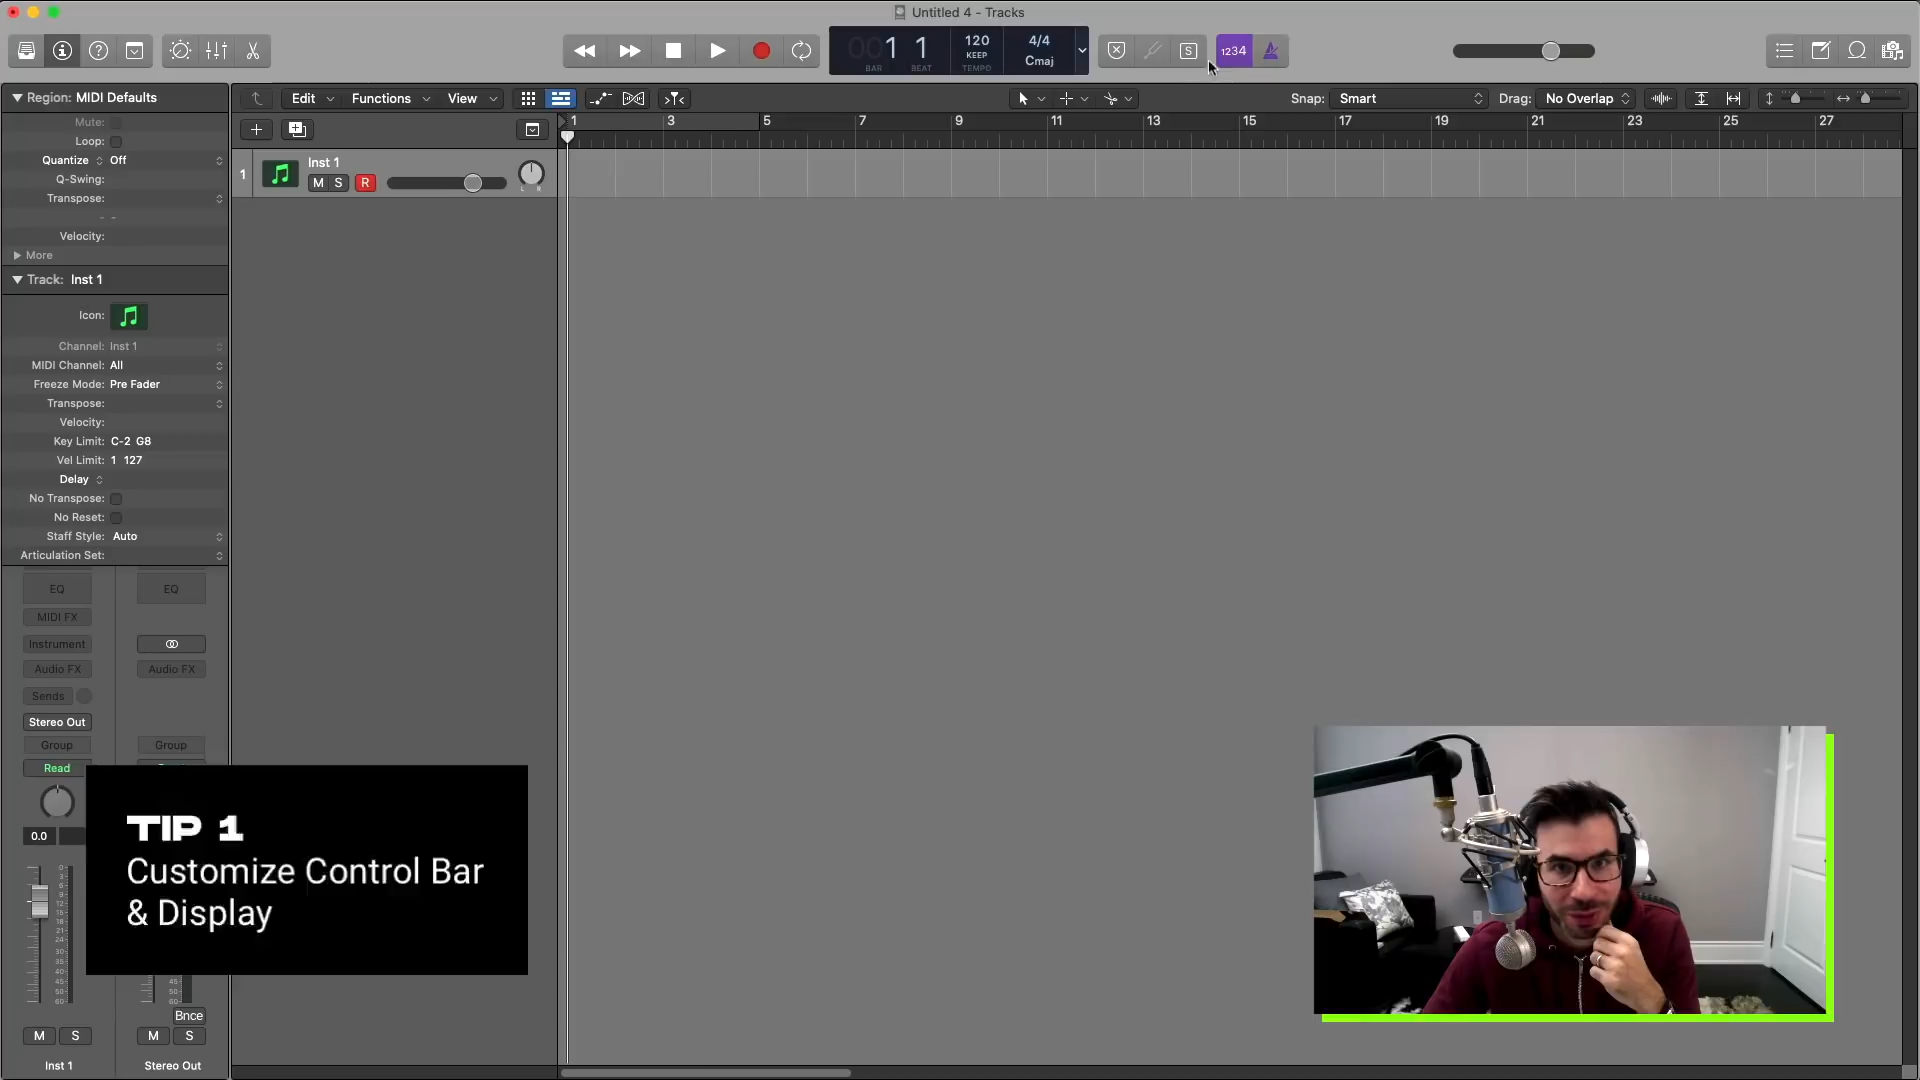 Untitled 4 - Tracks
001 1
BAR
BEAT
120
KEEP
TEMPO
4/4
Cmaj
S
1234
Region: MIDI Defaults
Edit
Functions
View
Snap: Smart
Drag: No Overlap
Mute:
Loop:
Quantize Off
Q-Swing:
Transpose:
Velocity:
More
1 3 5 7 9 11 13 15 17 19 21 23 25 27
1
Inst 1
M S R
L R
Track: Inst 1
Icon:
Channel: Inst 1
MIDI Channel: All
Freeze Mode: Pre Fader
Transpose:
Velocity:
Key Limit: C-2 G8
Vel Limit: 1 127
Delay
No Transpose:
No Reset:
Staff Style: Auto
Articulation Set:
EQ EQ
MIDI FX
Instrument
Audio FX Audio FX
Sends
Stereo Out
Group Group
Read
0.0
TIP 1
Customize Control Bar
& Display
Bnce
M S M S
Inst 1 Stereo Out